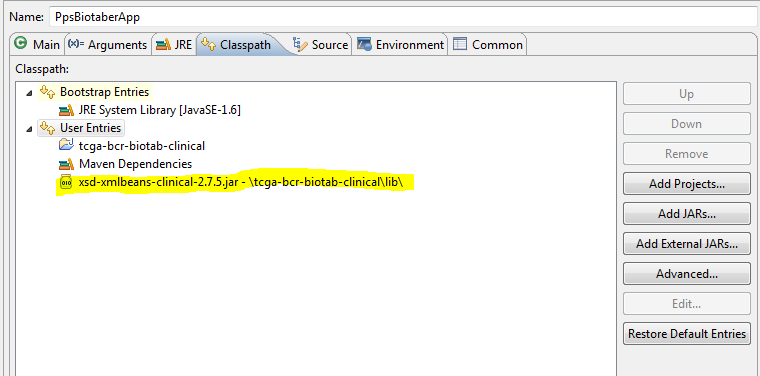 Name: PpsBiotaberApp
Main (x)= Arguments JRE Classpath Source Environment Common
Classpath:
Bootstrap Entries
JRE System Library [JavaSE-1.6]
User Entries
tcga-bcr-biotab-clinical
Maven Dependencies
xsd-xmlbeans-clinical-2.7.5.jar - \tcga-bcr-biotab-clinical\lib\
Up
Down
Remove
Add Projects...
Add JARs...
Add External JARs...
Advanced...
Edit...
Restore Default Entries